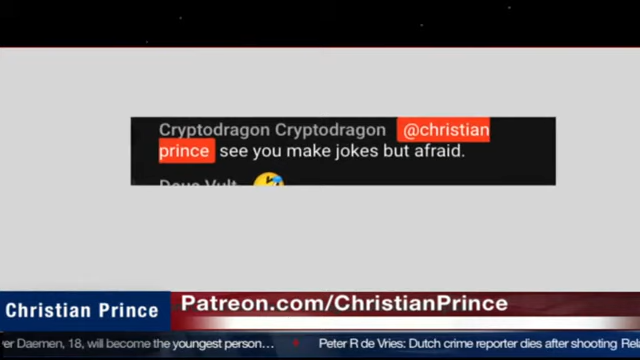 Cryptodragon Cryptodragon @christian
prince see you make jokes but afraid.
Deus Vult
Christian Prince
Patreon.com/ChristianPrince
er Daemen, 18, will become the youngest person…
Peter R de Vries: Dutch crime reporter dies after shooting Rel